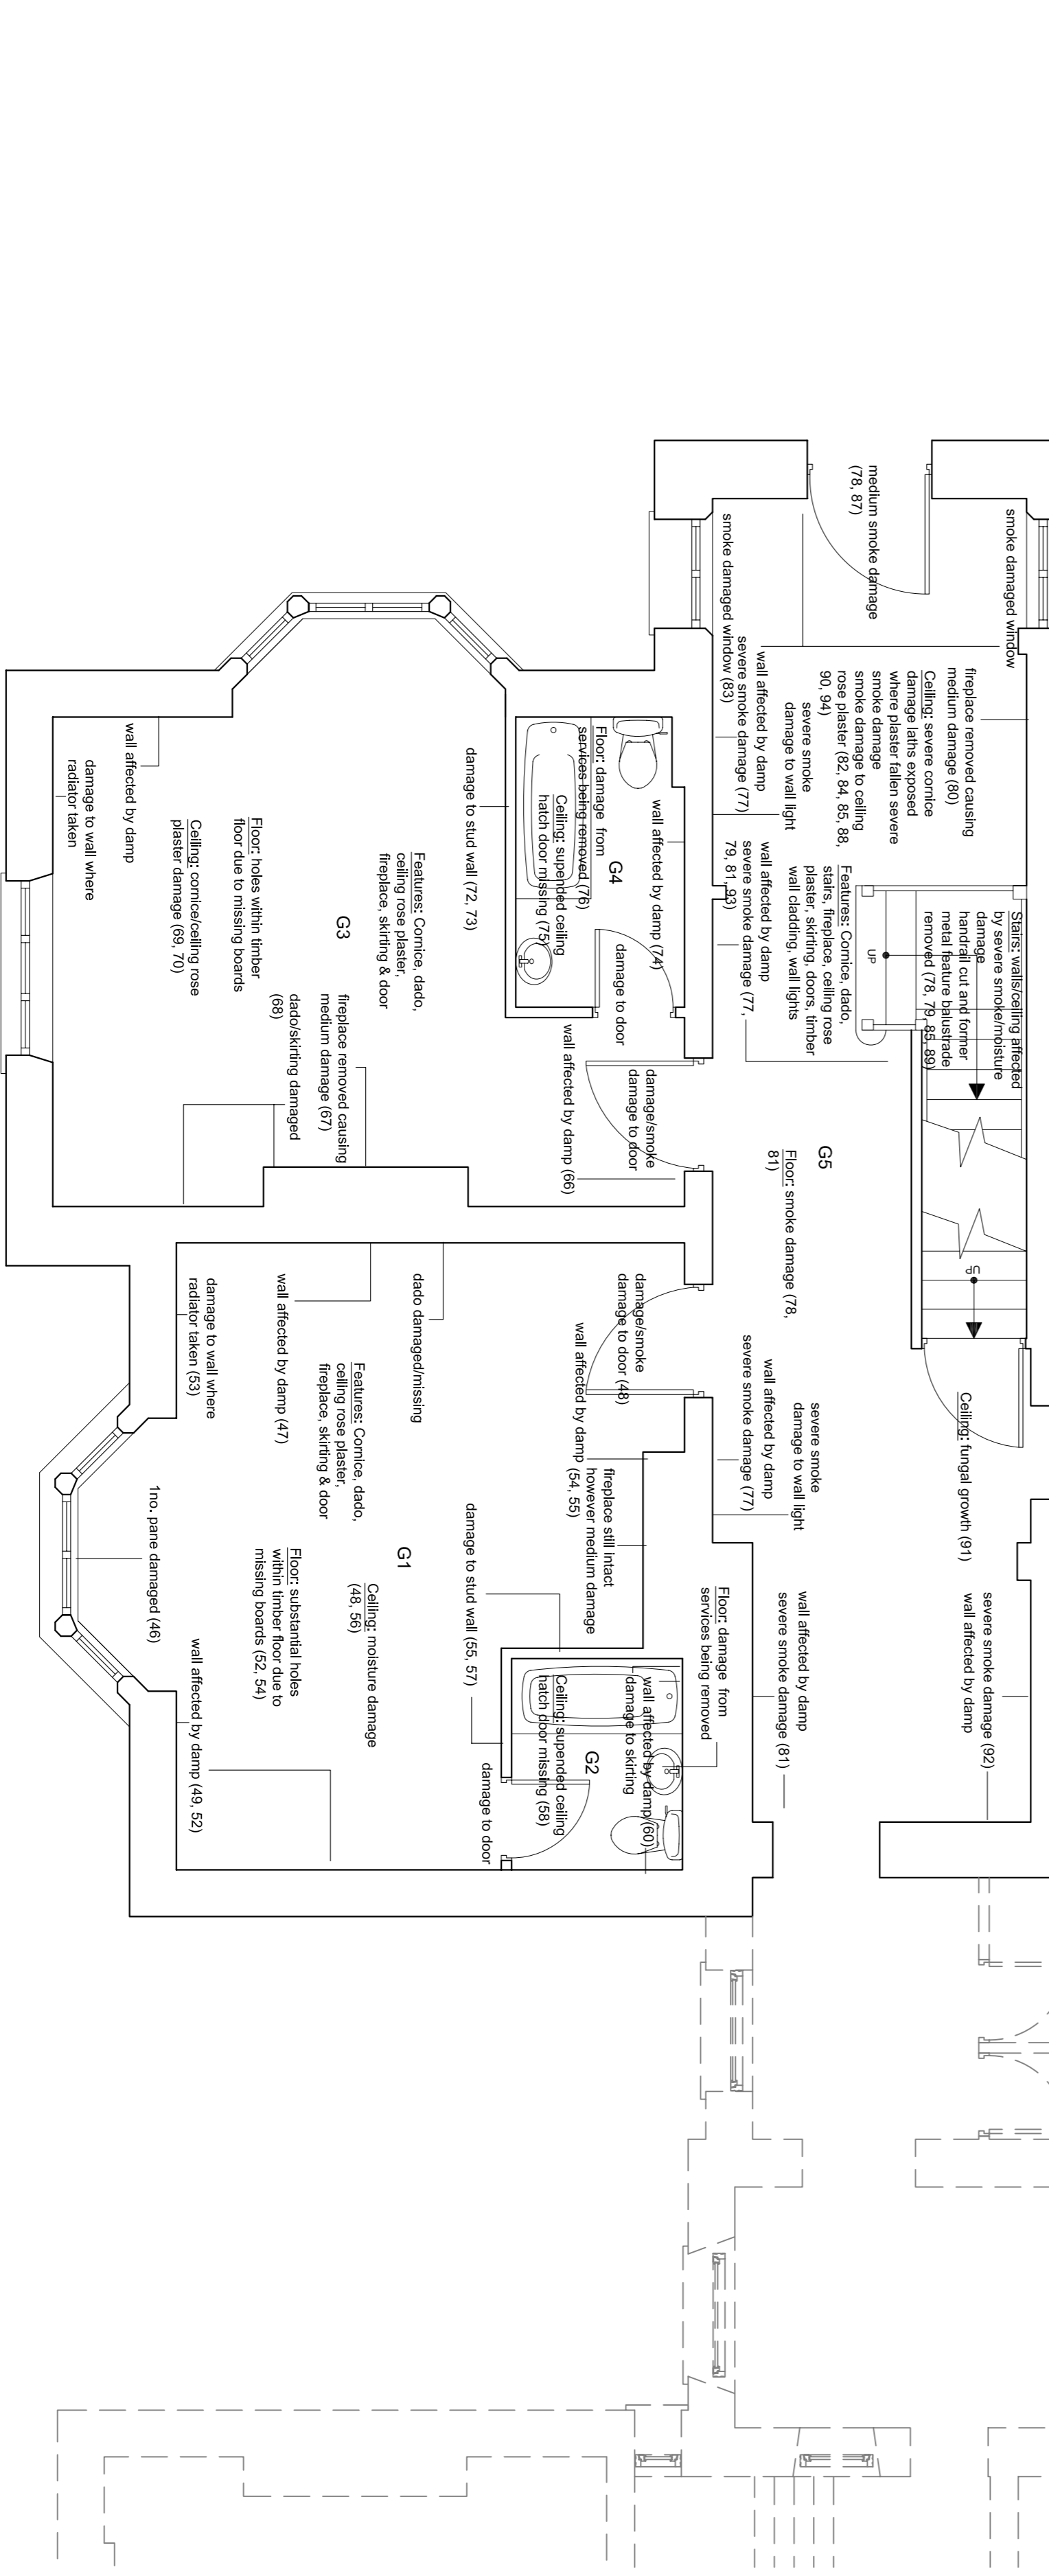 smoke damaged window
medium smoke damage
(78, 87)
smoke damaged window (83)
wall affected by damp
severe smoke damage (77)
severe smoke
damage to wall light
fireplace removed causing
medium damage (80)
Ceiling: severe cornice
damage laths exposed
where plaster fallen severe
smoke damage
smoke damage to ceiling
rose plaster (82, 84, 85, 88,
90, 94)
Stairs: walls/ceiling affected
by severe smoke/moisture
damage
handrail cut and former
metal feature balustrade
removed (78, 79, 85, 89)
UP
Features: Cornice, dado,
stairs, fireplace, ceiling rose
plaster, skirting, doors, timber
wall cladding, wall lights
wall affected by damp
severe smoke damage (77,
79, 81, 93)
G5
Floor: smoke damage (78,
81)
UP
Ceiling: fungal growth (91)
severe smoke
damage to wall light
wall affected by damp
severe smoke damage (77)
severe smoke damage (92)
wall affected by damp
wall affected by damp
severe smoke damage (81)
wall affected by damp (74)
G4
Floor: damage from
services being removed (76)
Ceiling: supended ceiling
hatch door missing (75)
damage to door
damage to stud wall (72, 73)
damage/smoke
damage to door
wall affected by damp (66)
Features: Cornice, dado,
ceiling rose plaster,
fireplace, skirting & door
G3
fireplace removed causing
medium damage (67)
dado/skirting damaged
(68)
Floor: holes within timber
floor due to missing boards
Ceiling: cornice/ceiling rose
plaster damage (69, 70)
wall affected by damp
damage to wall where
radiator taken
damage/smoke
damage to door (48)
wall affected by damp
fireplace still intact
however medium damage
(54, 55)
dado damaged/missing
wall affected by damp (47)
damage to wall where
radiator taken (53)
Features: Cornice, dado,
ceiling rose plaster,
fireplace, skirting & door
G1
damage to stud wall (55, 57)
Ceiling: moisture damage
(48, 56)
Floor: substantial holes
within timber floor due to
missing boards (52, 54)
1no. pane damaged (46)
wall affected by damp (49, 52)
Floor: damage from
services being removed
wall affected by damp (60)
damage to skirting
G2
Ceiling: supended ceiling
hatch door missing (58)
damage to door